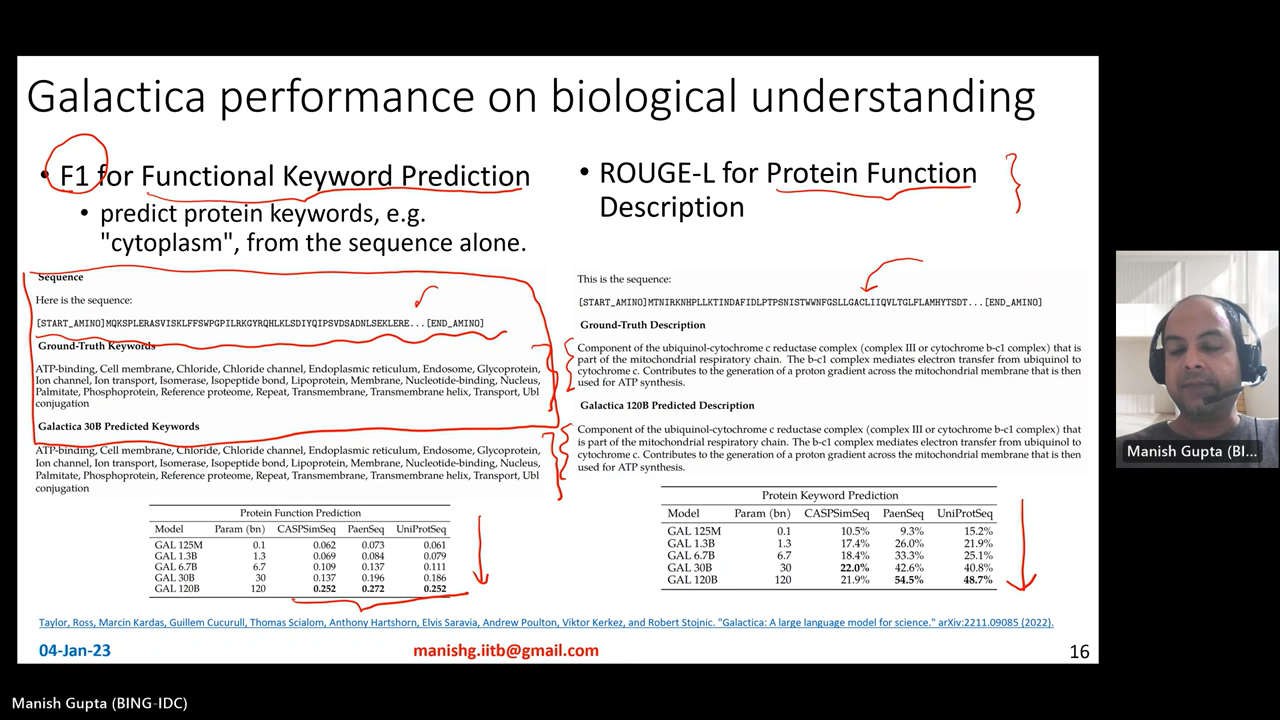 Galactica performance on biological understanding
• F1 for Functional Keyword Prediction
• predict protein keywords, e.g.
"cytoplasm", from the sequence alone.
Sequence
Here is the sequence:
[START_AMINO]MQKSPLERASVISKLFFSWPGPILRKGYRQHLKLSDIYQIPSVDSADNLSEKLERE...[END_AMINO]
Ground-Truth Keywords
ATP-binding, Cell membrane, Chloride, Chloride channel, Endoplasmic reticulum, Endosome, Glycoprotein,
Ion channel, Ion transport, Isomerase, Isopeptide bond, Lipoprotein, Membrane, Nucleotide-binding, Nucleus,
Palmitate, Phosphoprotein, Reference proteome, Repeat, Transmembrane, Transmembrane helix, Transport, Ubl
conjugation
Galactica 30B Predicted Keywords
ATP-binding, Cell membrane, Chloride, Chloride channel, Endoplasmic reticulum, Endosome, Glycoprotein,
Ion channel, Ion transport, Isomerase, Isopeptide bond, Lipoprotein, Membrane, Nucleotide-binding, Nucleus,
Palmitate, Phosphoprotein, Reference proteome, Repeat, Transmembrane, Transmembrane helix, Transport, Ubl
conjugation
Protein Function Prediction
Model Param (bn) CASPSimSeq PaenSeq UniProtSeq
GAL 125M 0.1 0.062 0.073 0.061
GAL 1.3B 1.3 0.069 0.084 0.079
GAL 6.7B 6.7 0.109 0.137 0.111
GAL 30B 30 0.137 0.196 0.186
GAL 120B 120 0.252 0.272 0.252
• ROUGE-L for Protein Function
Description
This is the sequence:
[START_AMINO]MTNIRKNHPLLKTINDAFIDLPTPSNISTWWNFGSLLGACLIIQVLTGLFLAMHYTSDT...[END_AMINO]
Ground-Truth Description
Component of the ubiquinol-cytochrome c reductase complex (complex III or cytochrome b-c1 complex) that is
part of the mitochondrial respiratory chain. The b-c1 complex mediates electron transfer from ubiquinol to
cytochrome c. Contributes to the generation of a proton gradient across the mitochondrial membrane that is then
used for ATP synthesis.
Galactica 120B Predicted Description
Component of the ubiquinol-cytochrome c reductase complex (complex III or cytochrome b-c1 complex) that
is part of the mitochondrial respiratory chain. The b-c1 complex mediates electron transfer from ubiquinol to
cytochrome c. Contributes to the generation of a proton gradient across the mitochondrial membrane that is then
used for ATP synthesis.
Protein Keyword Prediction
Model Param (bn) CASPSimSeq PaenSeq UniProtSeq
GAL 125M 0.1 10.5% 9.3% 15.2%
GAL 1.3B 1.3 17.4% 26.0% 21.9%
GAL 6.7B 6.7 18.4% 33.3% 25.1%
GAL 30B 30 22.0% 42.6% 40.8%
GAL 120B 120 21.9% 54.5% 48.7%
Taylor, Ross, Marcin Kardas, Guillem Cucurull, Thomas Scialom, Anthony Hartshorn, Elvis Saravia, Andrew Poulton, Viktor Kerkez, and Robert Stojnic. "Galactica: A large language model for science." arXiv:2211.09085 (2022).
04-Jan-23 manishg.iitb@gmail.com 16
Manish Gupta (BI...
Manish Gupta (BING-IDC)